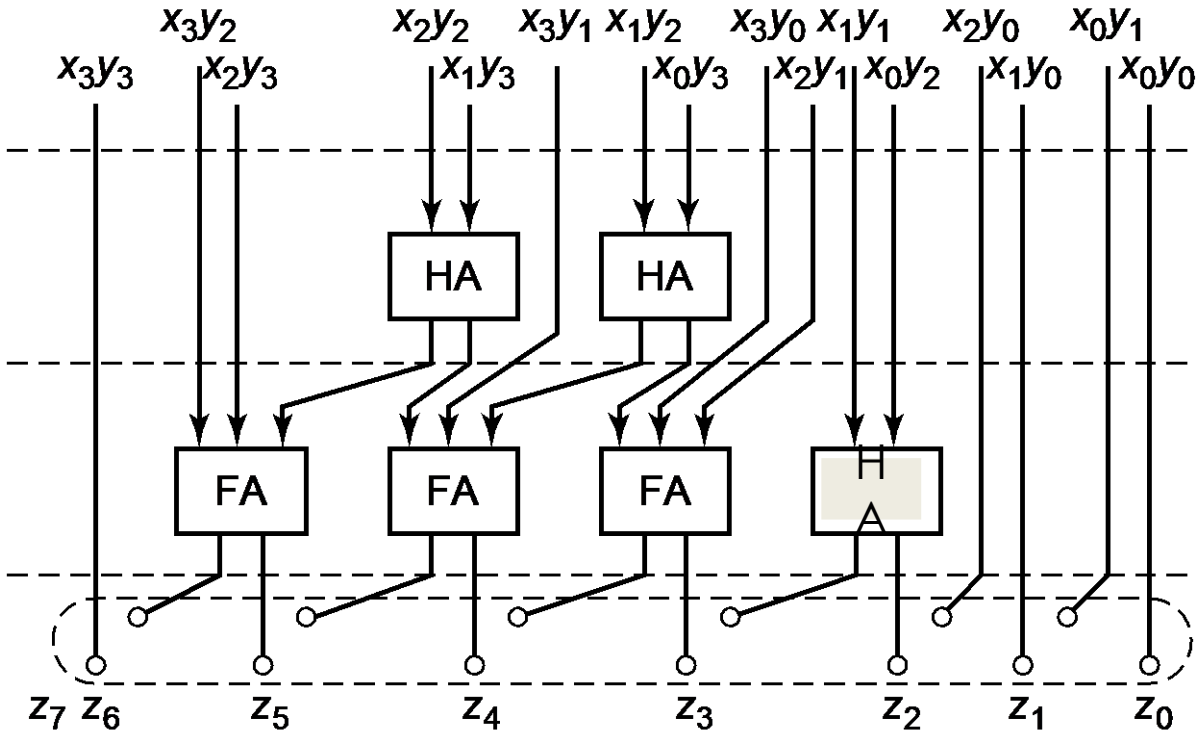 x₃y₂ x₂y₂ x₃y₁ x₁y₂ x₃y₀ x₁y₁ x₂y₀ x₀y₁
x₃y₃ x₂y₃ x₁y₃ x₀y₃ x₂y₁ x₀y₂ x₁y₀ x₀y₀
HA HA
FA FA FA H
A
z₇ z₆ z₅ z₄ z₃ z₂ z₁ z₀